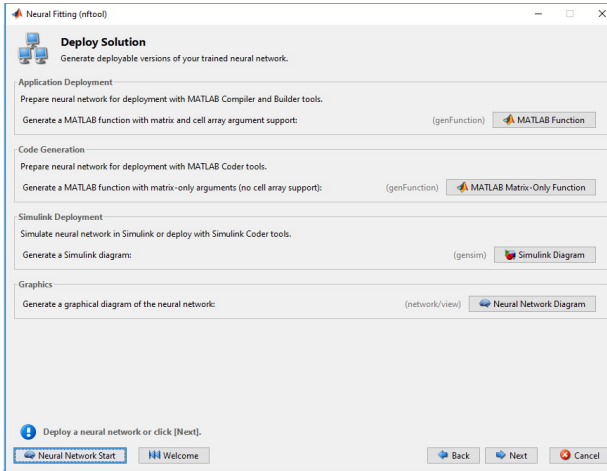 Neural Fitting (nftool)
Deploy Solution
Generate deployable versions of your trained neural network.
Application Deployment
Prepare neural network for deployment with MATLAB Compiler and Builder tools.
Generate a MATLAB function with matrix and cell array argument support: (genFunction) MATLAB Function
Code Generation
Prepare neural network for deployment with MATLAB Coder tools.
Generate a MATLAB function with matrix-only arguments (no cell array support): (genFunction) MATLAB Matrix-Only Function
Simulink Deployment
Simulate neural network in Simulink or deploy with Simulink Coder tools.
Generate a Simulink diagram: (gensim) Simulink Diagram
Graphics
Generate a graphical diagram of the neural network: (network/view) Neural Network Diagram
Deploy a neural network or click [Next].
Neural Network Start Welcome Back Next Cancel